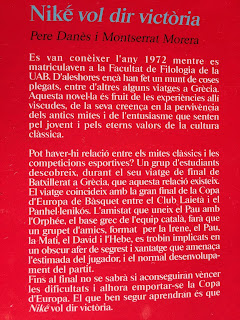 Niké vol dir victòria
Pere Danès i Montserrat Morera
Es van conèixer l'any 1972 mentre es
matriculaven a la Facultat de Filologia de la
UAB. D'aleshores ençà han fet un munt de coses
plegats, entre d'altres alguns viatges a Grècia.
Aquesta novel·la és fruit de les experiències allí
viscudes, de la seva creença en la pervivència
dels antics mites i de l'entusiasme que senten
pel jovent i pels eterns valors de la cultura
clàssica.
Pot haver-hi relació entre els mites clàssics i les
competicions esportives? Un grup d'estudiants
descobreix, durant el seu viatge de final de
Batxillerat a Grècia, que aquesta relació existeix.
El viatge coincideix amb la gran final de la Copa
d'Europa de Bàsquet entre el Club Laietà i el
Panhel·lenikós. L'amistat que uneix el Pau amb
l'Orphée, el base grec de l'equip català, farà que
un grupet d'amics, format per la Irene, el Pau,
la Mati, el David i l'Hebe, es trobin implicats en
un obscur afer de segrest i xantatge que amenaça
l'estimada del jugador, i el normal desenvolupa-
ment del partit.
Fins al final no se sabrà si aconseguiran vèncer
les dificultats i alhora emportar-se la Copa
d'Europa. El que ben segur aprendran és que
Niké vol dir victòria.